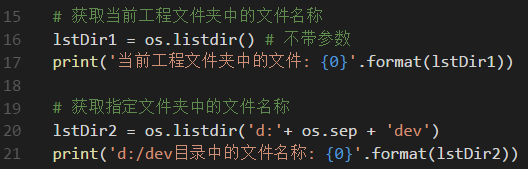 15 # 获取当前工程文件夹中的文件名称
16 lstDir1 = os.listdir() # 不带参数
17 print('当前工程文件夹中的文件: {0}'.format(lstDir1))
18
19 # 获取指定文件夹中的文件名称
20 lstDir2 = os.listdir('d:'+ os.sep + 'dev')
21 print('d:/dev目录中的文件名称: {0}'.format(lstDir2))